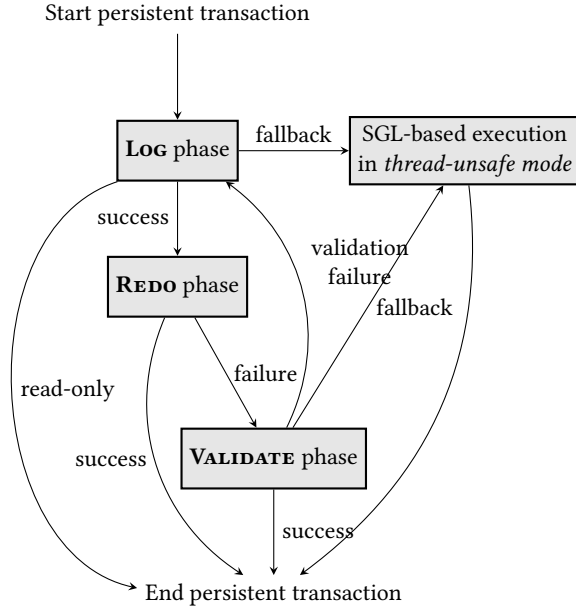 Start persistent transaction
LOG phase
fallback
SGL-based execution
in thread-unsafe mode
success
validation
failure
REDO phase
fallback
failure
read-only
success
VALIDATE phase
success
End persistent transaction